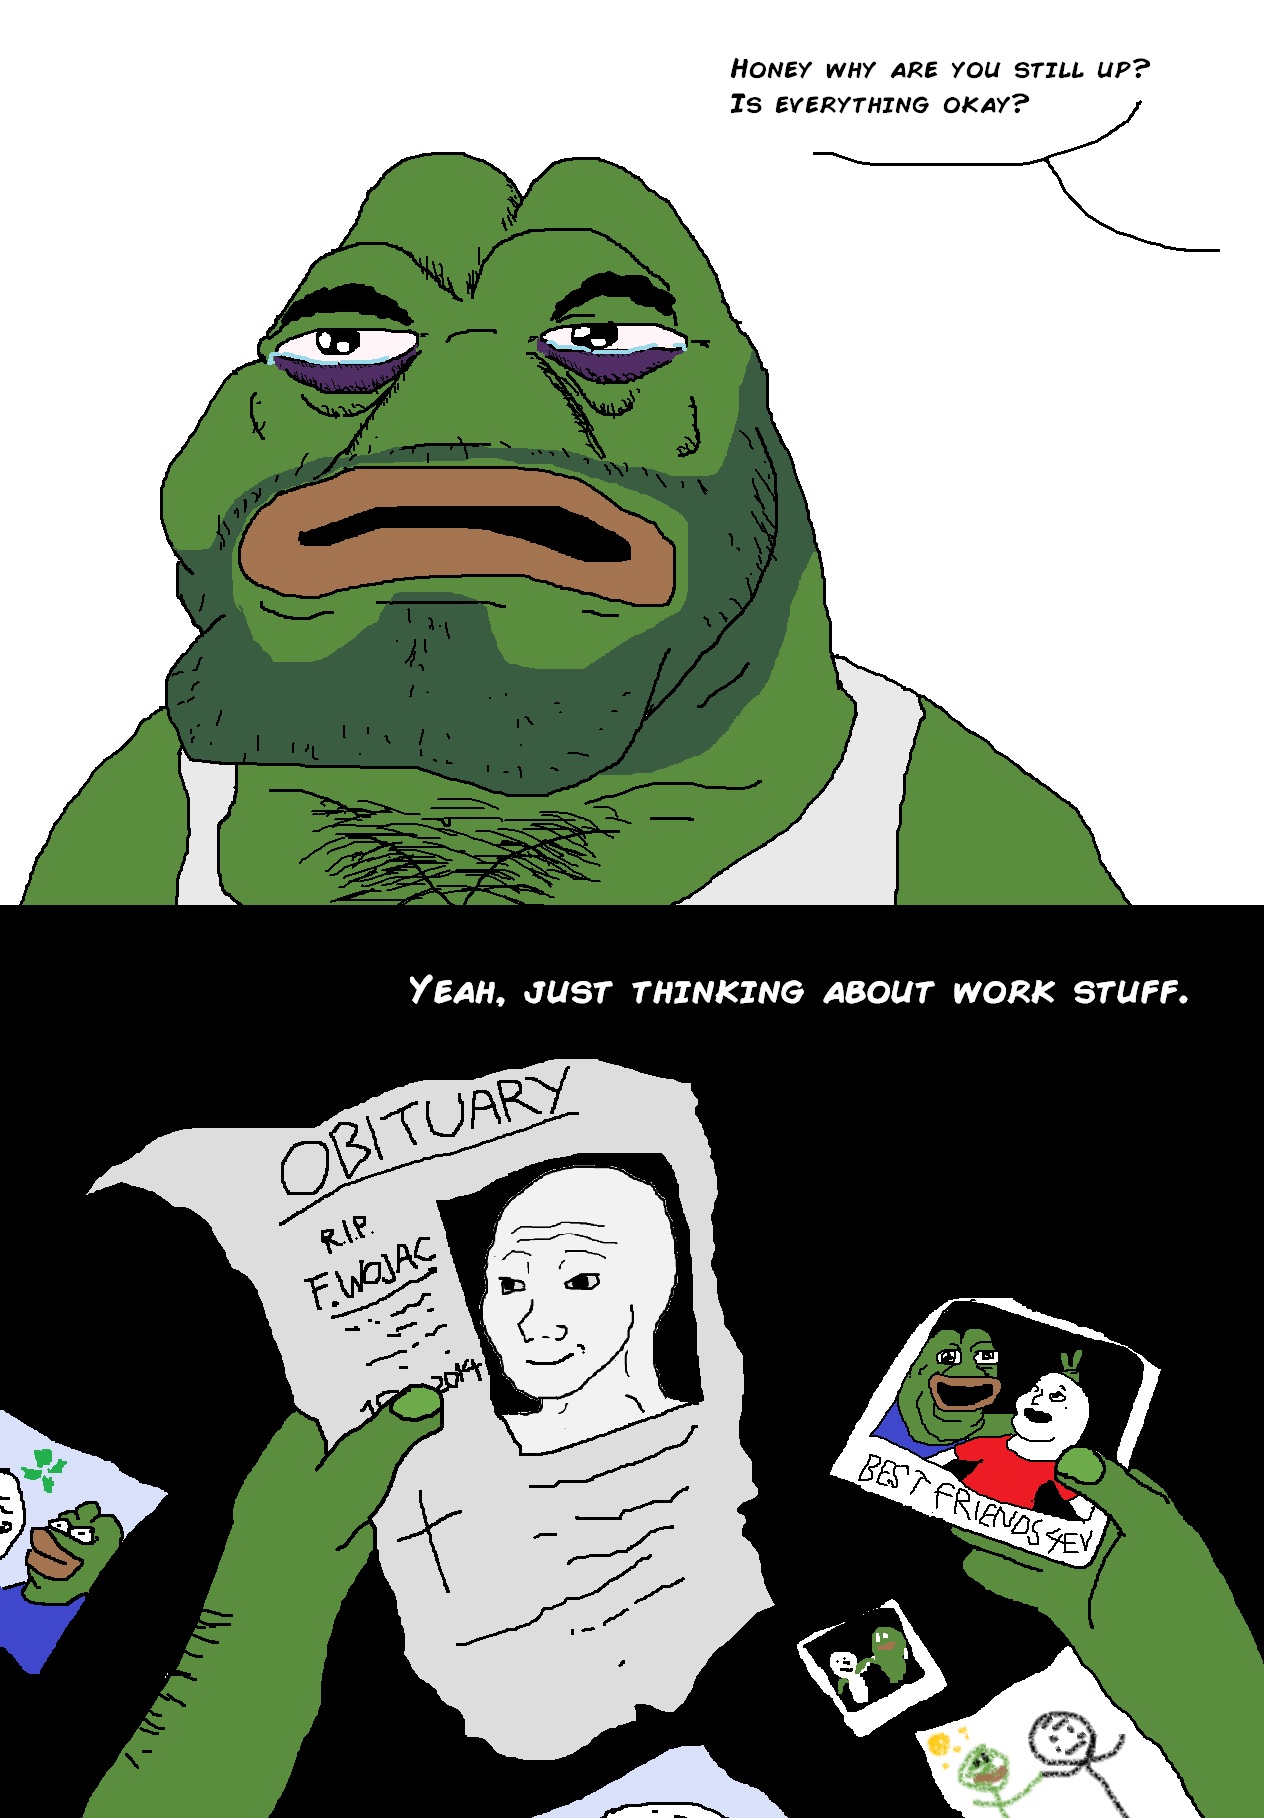 Honey why are you still up?
Is everything okay?
Yeah, just thinking about work stuff.
OBITUARY
R.I.P.
F. WOJAC
2014
BEST FRIENDS 4EV